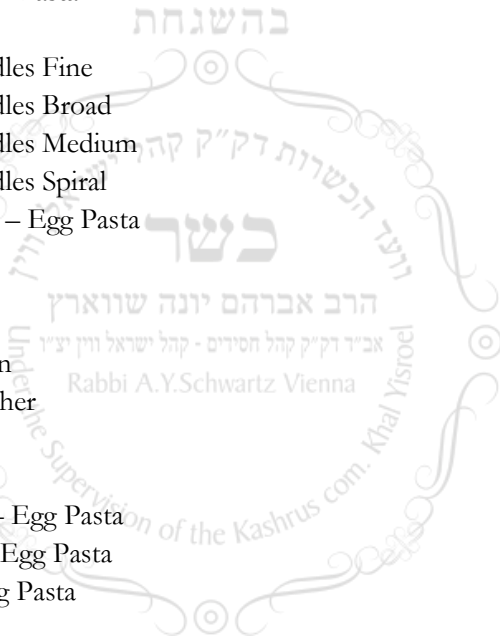 בהשגחת
dles Fine
dles Broad
dles Medium
dles Spiral
– Egg Pasta
ועד הכשרות דק״ק קהל ישראל ווין
כשר
הרב אברהם יונה שווארץ
אב״ד דק״ק קהל חסידים - קהל ישראל ווין יצ״ו
Rabbi A.Y.Schwartz Vienna
n
her
Under the Supervision of the Kashrus com. Khal Yisroel
– Egg Pasta
Egg Pasta
g Pasta